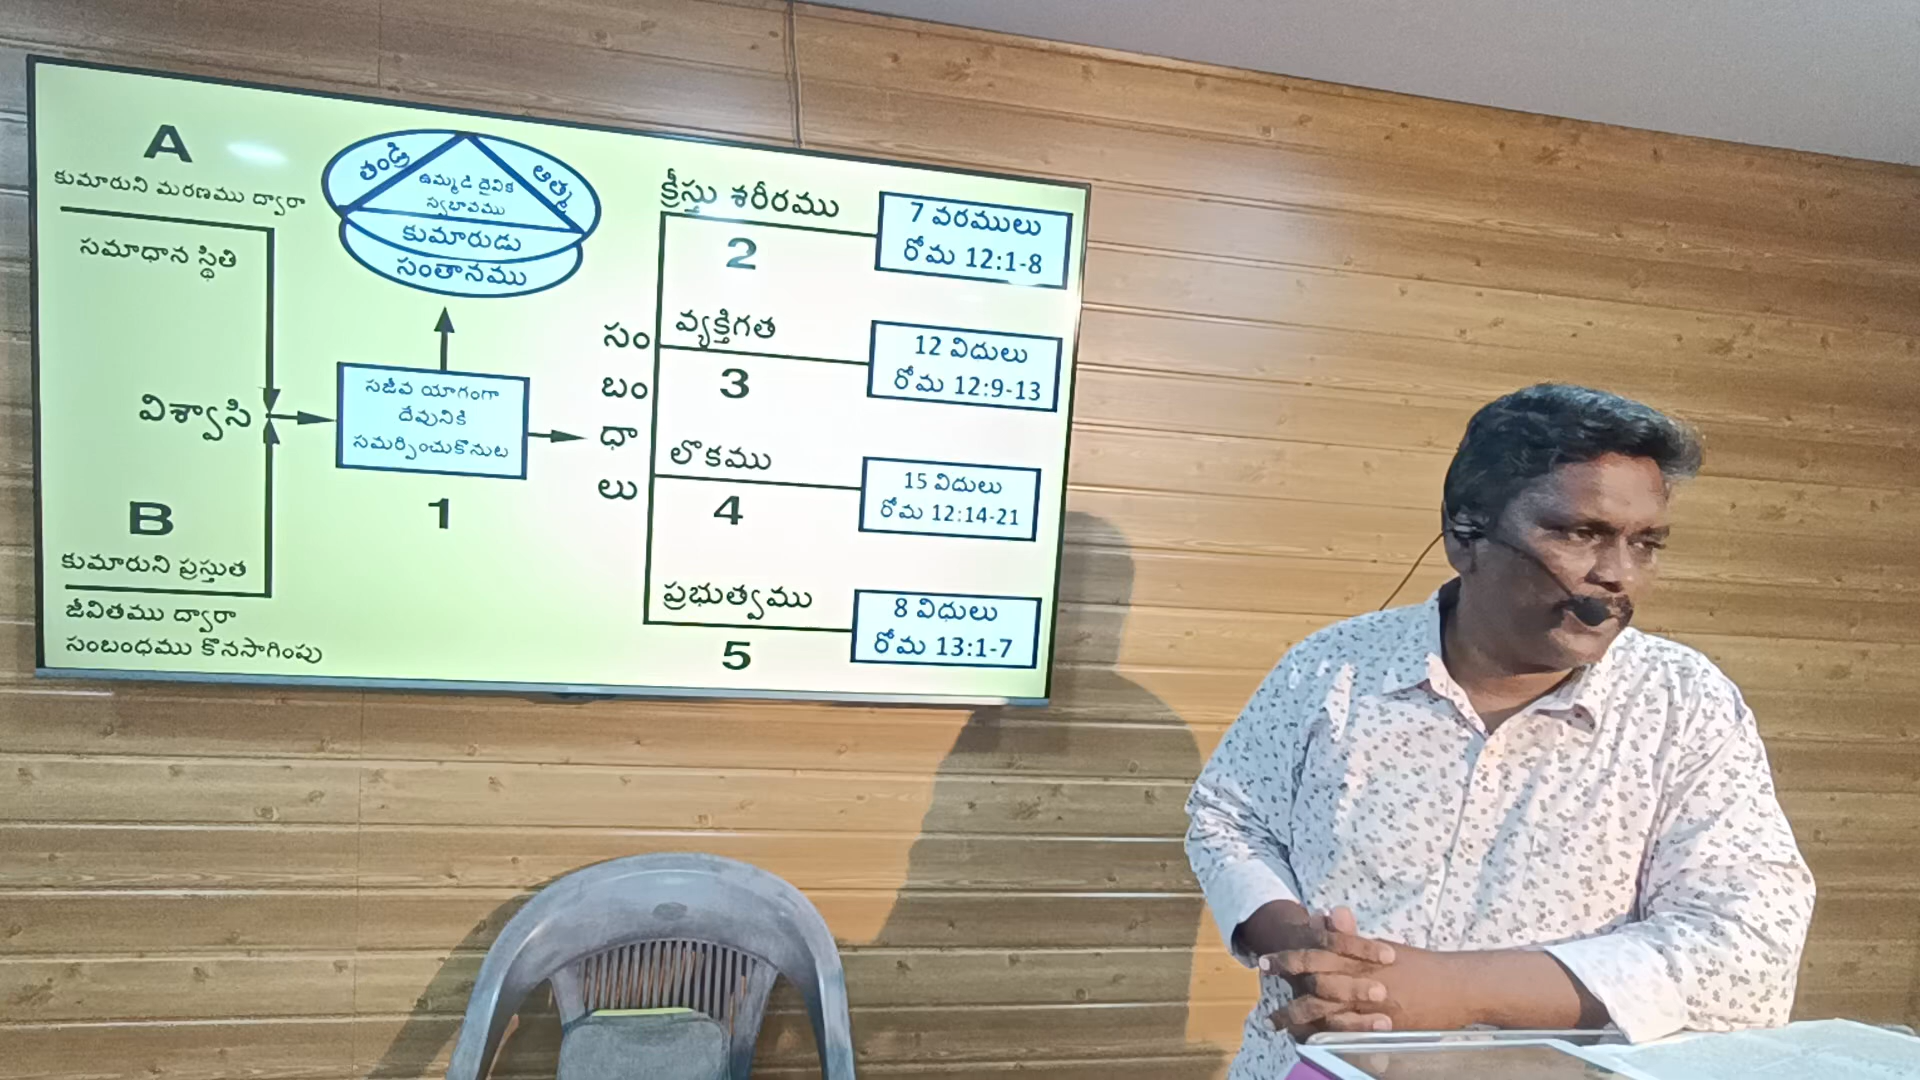 A
కుమారుని మరణము ద్వారా
సమాధాన స్థితి
విశ్వాసి
B
కుమారుని ప్రస్తుత
జీవితము ద్వారా
సంబంధము కొనసాగింపు
తండ్రి
ఆత్మ
ఉమ్మడి దైవిక
స్వభావము
కుమారుడు
సంతానము
సజీవ యాగంగా
దేవునికి
సమర్పించుకొనుట
1
సం
బం
ధా
లు
క్రీస్తు శరీరము
2
7 వరములు
రోమ 12:1-8
వ్యక్తిగత
3
12 విదులు
రోమ 12:9-13
లొకము
4
15 విదులు
రోమ 12:14-21
ప్రభుత్వము
5
8 విధులు
రోమ 13:1-7